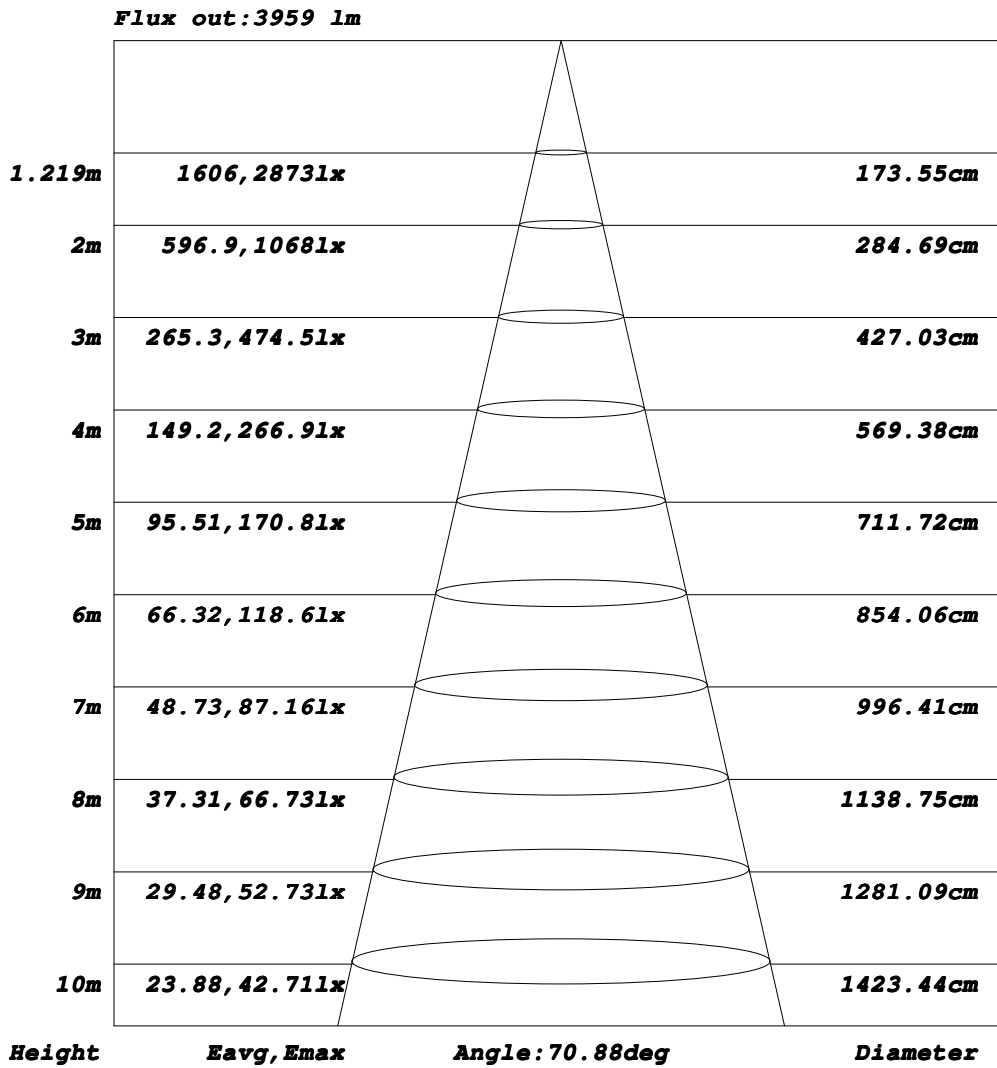 Flux out:3959 lm
1.219m 1606,2873lx 173.55cm
2m 596.9,1068lx 284.69cm
3m 265.3,474.5lx 427.03cm
4m 149.2,266.9lx 569.38cm
5m 95.51,170.8lx 711.72cm
6m 66.32,118.6lx 854.06cm
7m 48.73,87.16lx 996.41cm
8m 37.31,66.73lx 1138.75cm
9m 29.48,52.73lx 1281.09cm
10m 23.88,42.71lx 1423.44cm
Height Eavg,Emax Angle:70.88deg Diameter